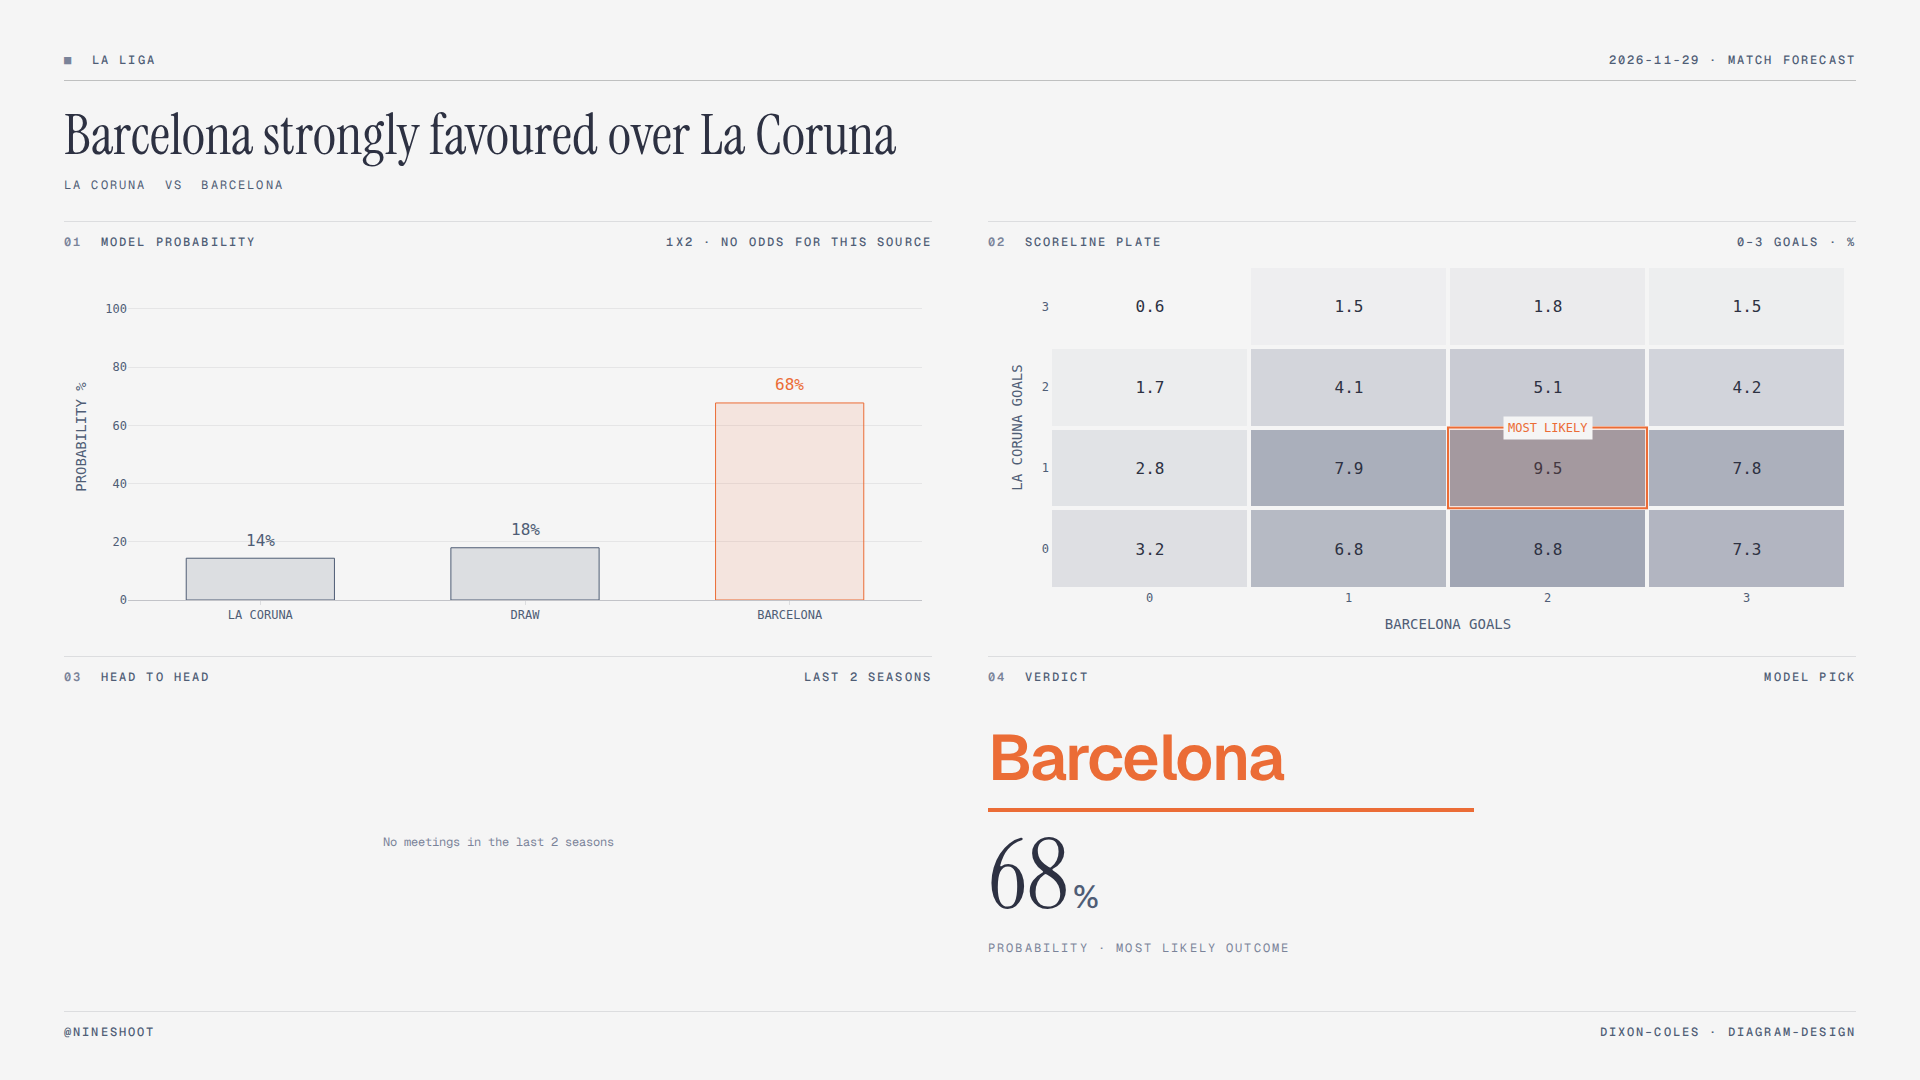 LA LIGA
2026-11-29 · MATCH FORECAST
Barcelona strongly favoured over La Coruna
LA CORUNA VS BARCELONA
01 MODEL PROBABILITY
1X2 · NO ODDS FOR THIS SOURCE
PROBABILITY %
100
80
60
40
20
0
14%
18%
68%
LA CORUNA
DRAW
BARCELONA
02 SCORELINE PLATE
0–3 GOALS · %
LA CORUNA GOALS
3 0.6 1.5 1.8 1.5
2 1.7 4.1 5.1 4.2
MOST LIKELY
1 2.8 7.9 9.5 7.8
0 3.2 6.8 8.8 7.3
0 1 2 3
BARCELONA GOALS
03 HEAD TO HEAD
LAST 2 SEASONS
No meetings in the last 2 seasons
04 VERDICT
MODEL PICK
Barcelona
68%
PROBABILITY · MOST LIKELY OUTCOME
@NINESHOOT
DIXON-COLES · DIAGRAM-DESIGN